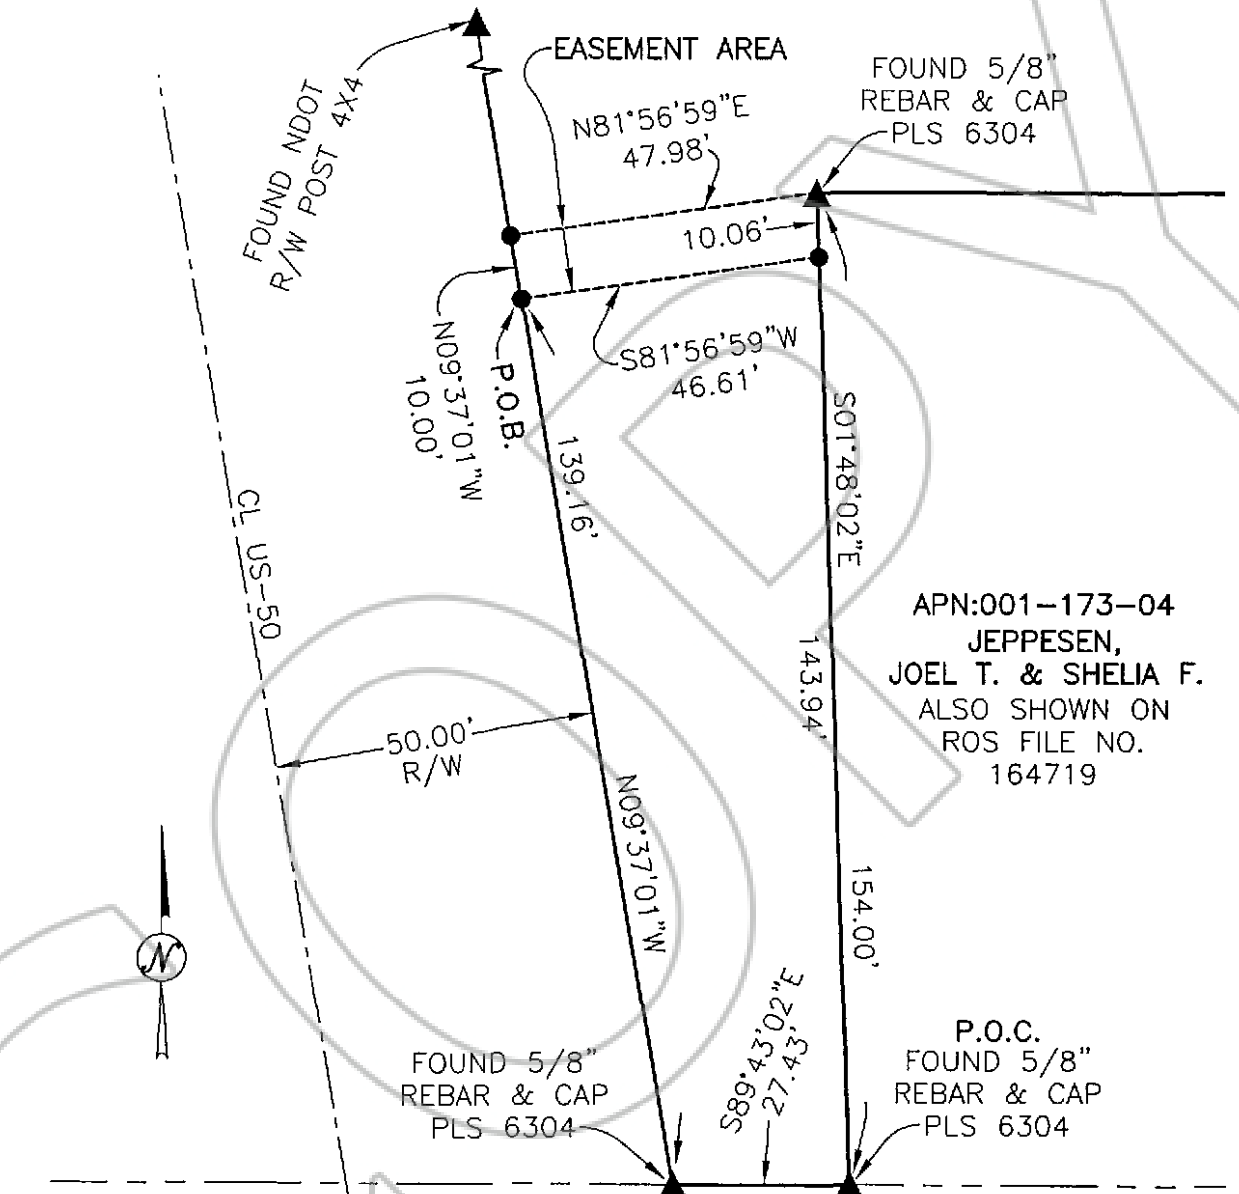 EASEMENT AREA
FOUND NDOT
R/W POST 4X4
N81°56'59"E
47.98'
FOUND 5/8"
REBAR & CAP
PLS 6304
10.06'
S81°56'59"W
46.61'
N09°37'01"W
10.00'
P.O.B.
139.16'
S01°48'02"E
CL US-50
APN:001-173-04
JEPPESEN,
JOEL T. & SHELIA F.
ALSO SHOWN ON
ROS FILE NO.
164719
143.94'
50.00'
R/W
N09°37'01"W
154.00'
N
S89°43'02"E
27.43'
FOUND 5/8"
REBAR & CAP
PLS 6304
P.O.C.
FOUND 5/8"
REBAR & CAP
PLS 6304